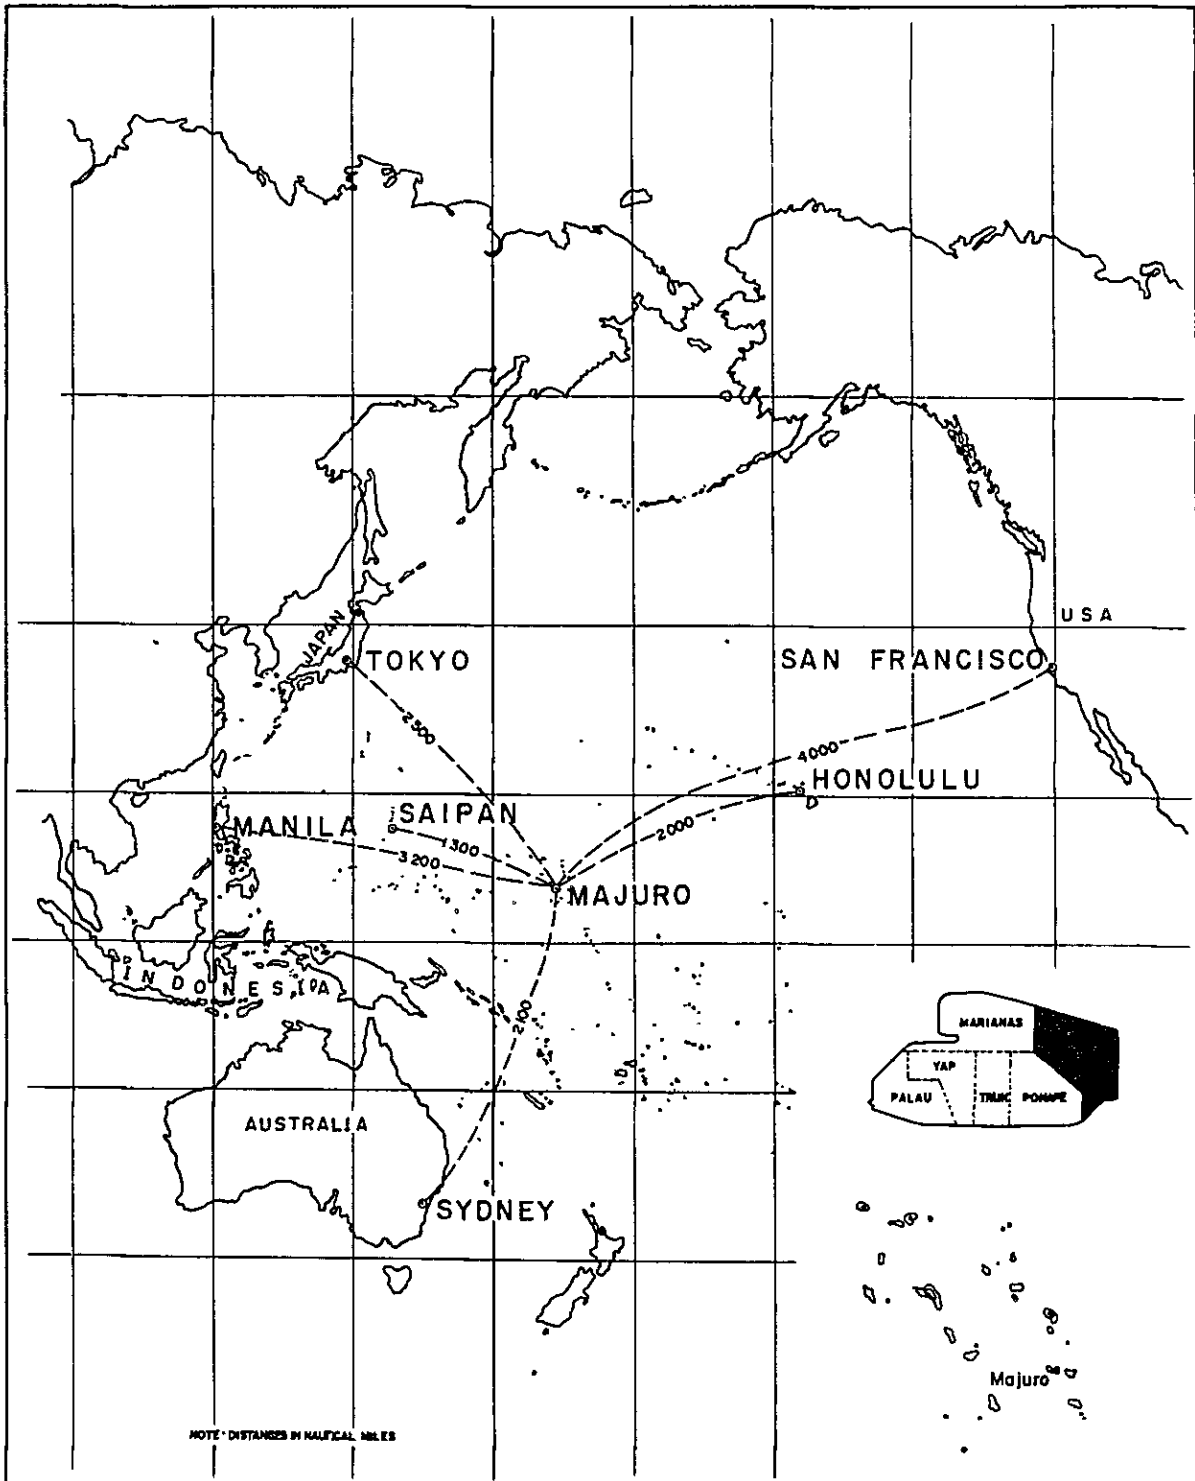 USA
JAPAN
TOKYO
SAN FRANCISCO
2500
4000
HONOLULU
SAIPAN
MANILA
1300
2000
3200
MAJURO
INDONESIA
2100
MARIANAS
YAP
PALAU
TRUK
PONAPE
AUSTRALIA
SYDNEY
Majuro
NOTE: DISTANCES IN NAUTICAL MILES